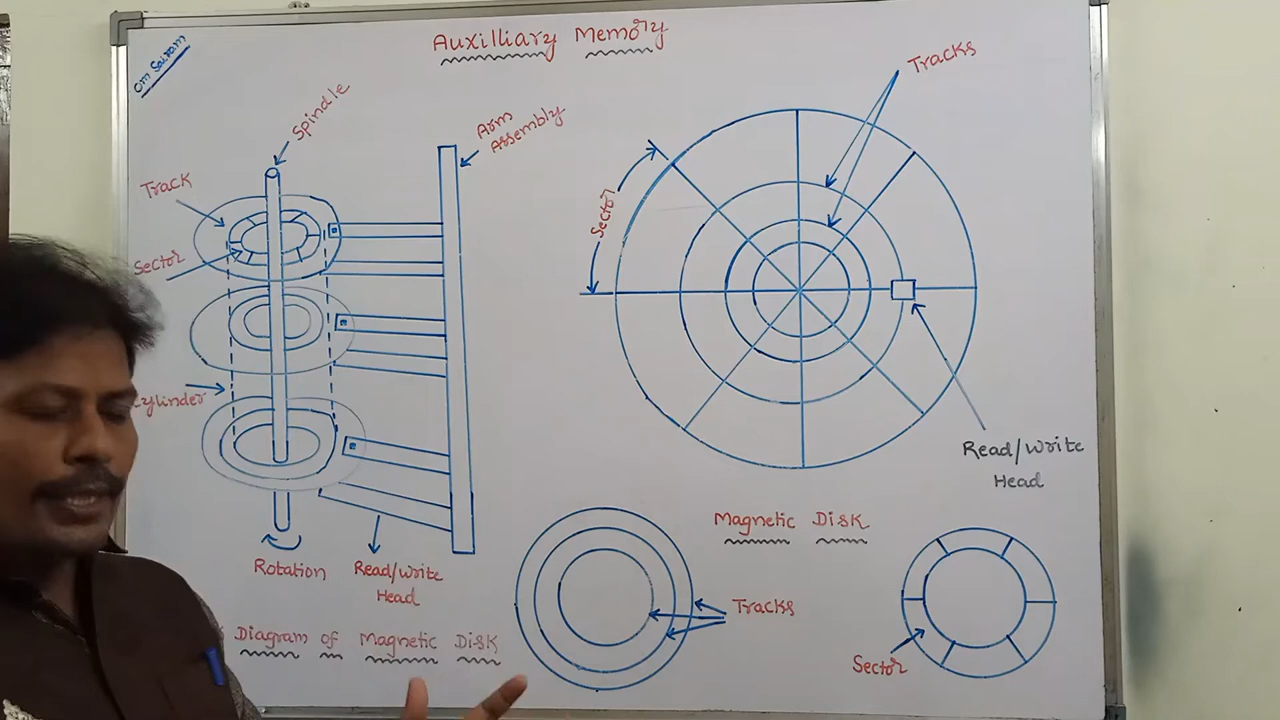 Auxilliary Memory
Om Sairam
Spindle
Arm
Assembly
Track
Sector
Cylinder
Rotation
Read/Write
Head
Diagram of Magnetic Disk
Tracks
Sector
Read/Write
Head
Magnetic Disk
Tracks
Sector